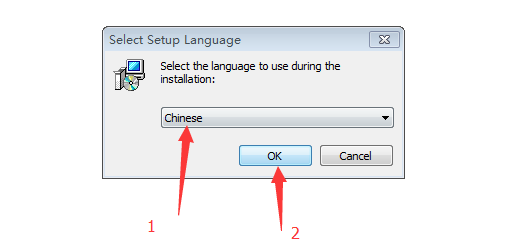 Select Setup Language
Select the language to use during the
installation:
Chinese
OK
Cancel
1
2